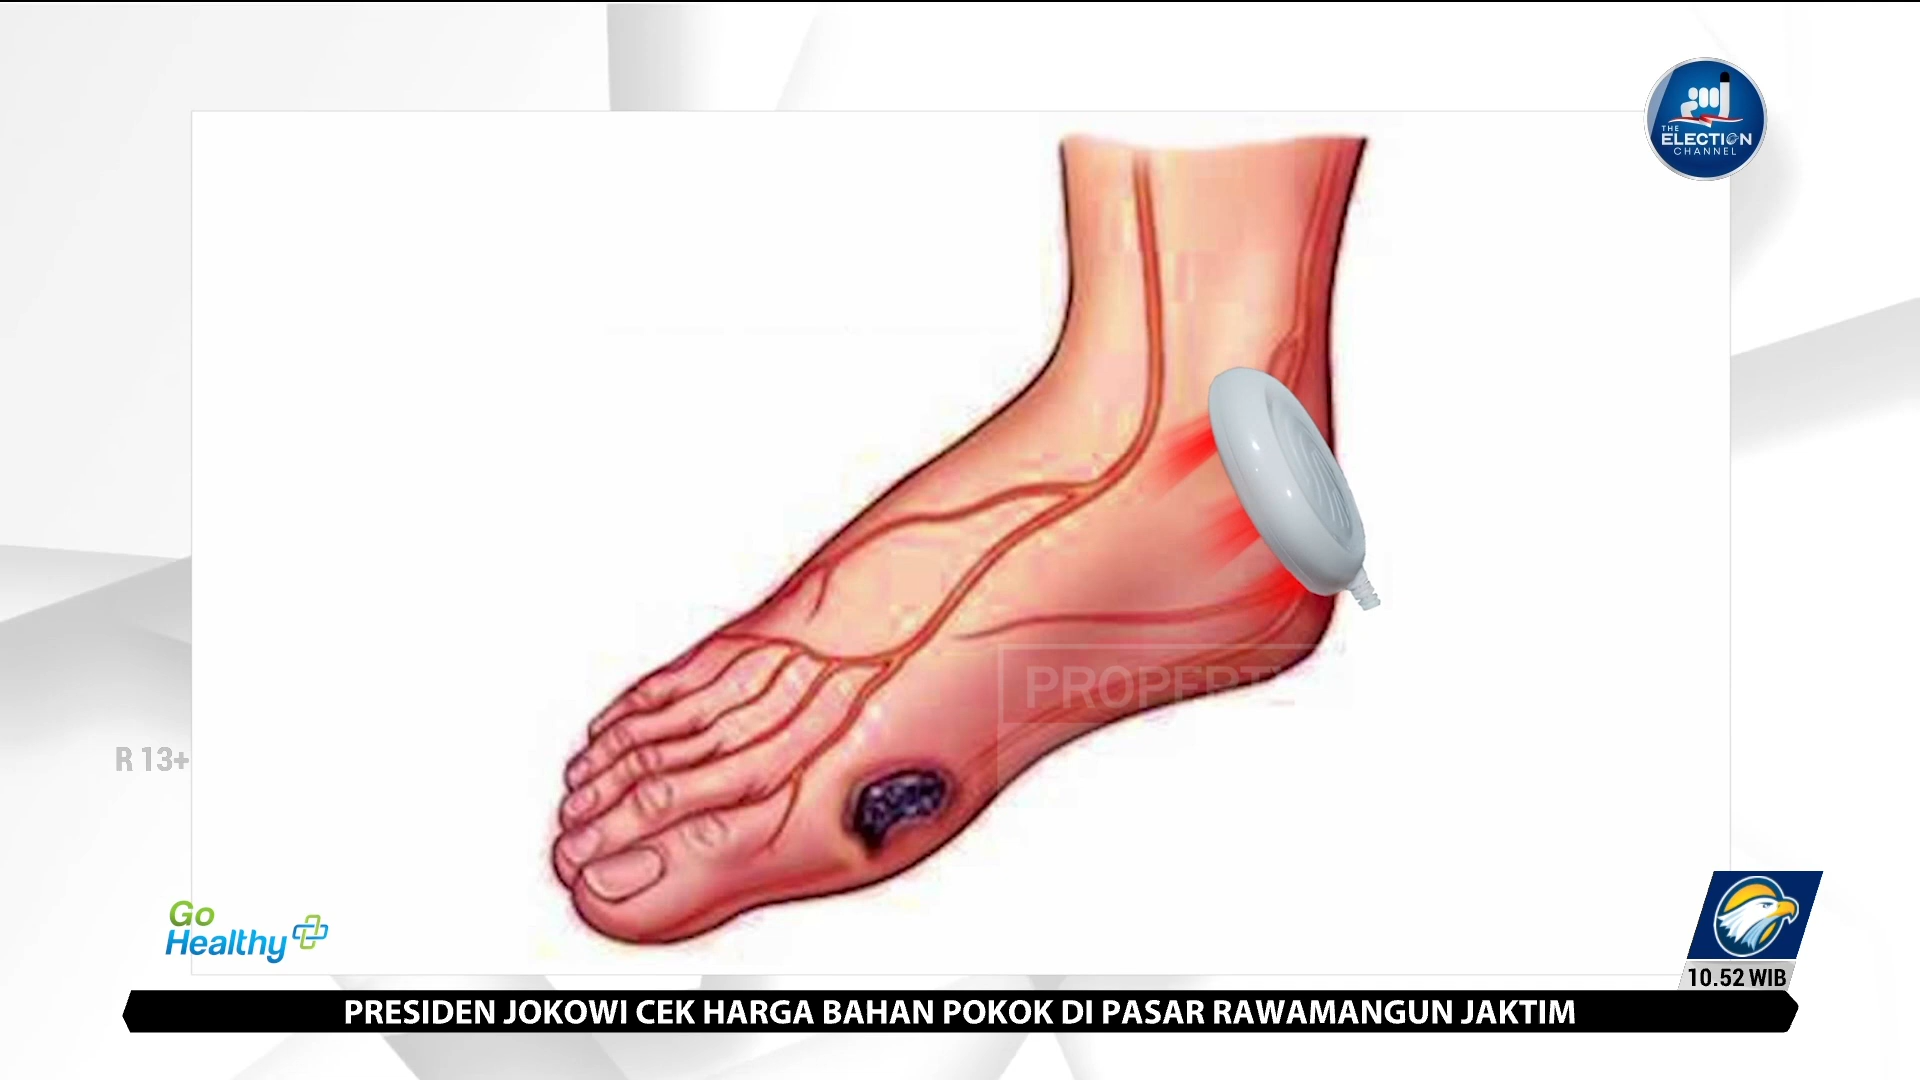 THE
ELECTION
CHANNEL
PROPERTY
R 13+
Go
Healthy
10.52 WIB
PRESIDEN JOKOWI CEK HARGA BAHAN POKOK DI PASAR RAWAMANGUN JAKTIM